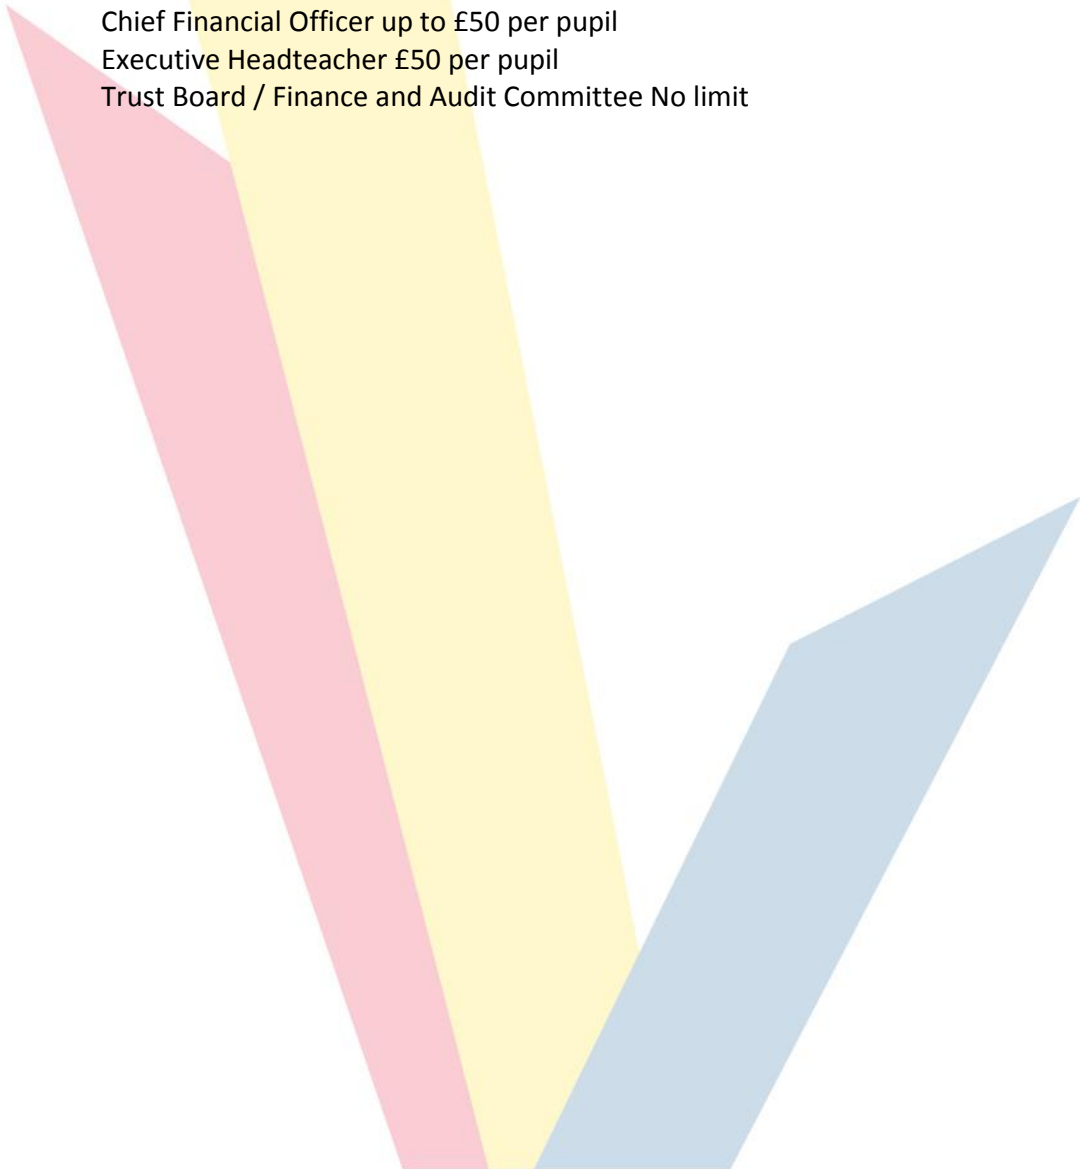 Chief Financial Officer up to £50 per pupil
Executive Headteacher £50 per pupil
Trust Board / Finance and Audit Committee No limit